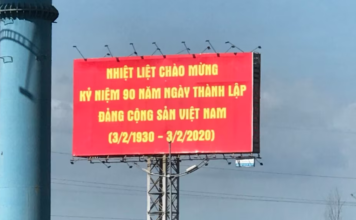 NHIỆT LIỆT CHÀO MỪNG
KỶ NIỆM 90 NĂM NGÀY THÀNH LẬP
ĐẢNG CỘNG SẢN VIỆT NAM
(3/2/1930 - 3/2/2020)